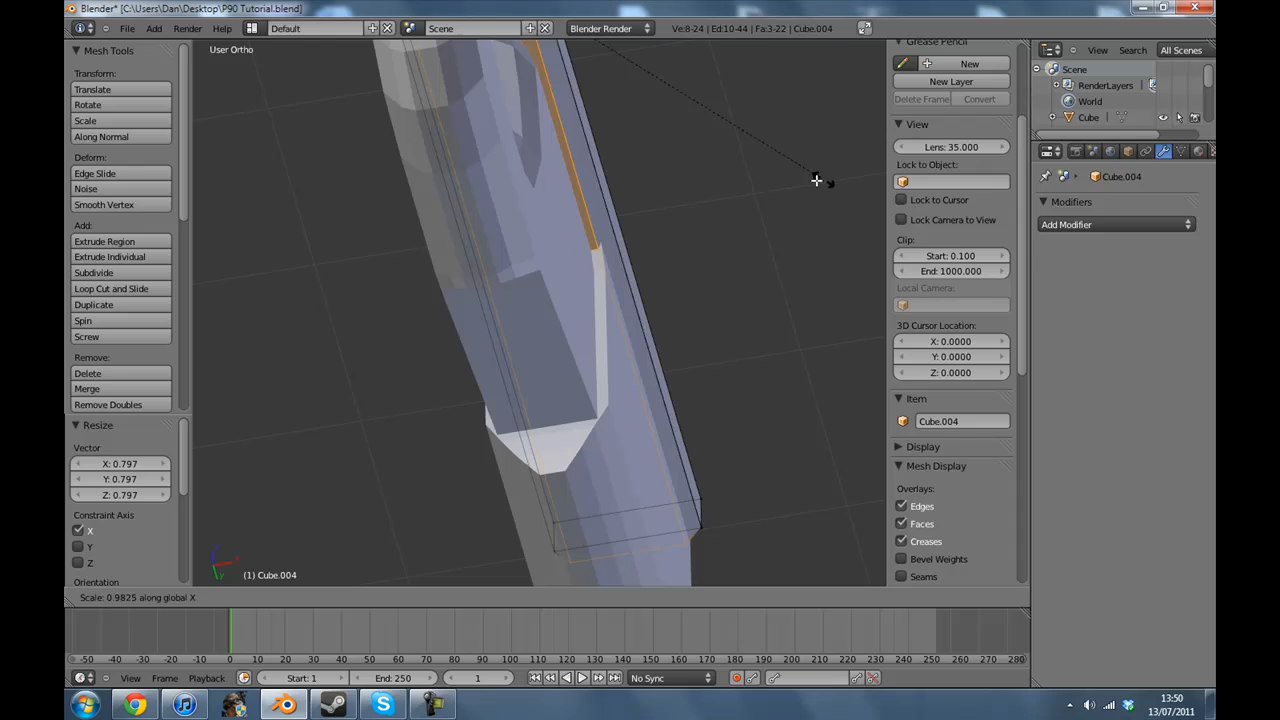 Blender* [C:\Users\Dan\Desktop\P90 Tutorial.blend]
File Add Render Help Default Scene Blender Render Ve:8-24 | Ed:10-44 | Fa:3-22 | Cube.004
Mesh Tools
Transform:
Translate
Rotate
Scale
Along Normal
Deform:
Edge Slide
Noise
Smooth Vertex
Add:
Extrude Region
Extrude Individual
Subdivide
Loop Cut and Slide
Duplicate
Spin
Screw
Remove:
Delete
Merge
Remove Doubles
Resize
Vector
X: 0.797
Y: 0.797
Z: 0.797
Constraint Axis
X
Y
Z
Orientation
User Ortho
(1) Cube.004
Scale: 0.9825 along global X
Grease Pencil
New
New Layer
Delete Frame Convert
View
Lens: 35.000
Lock to Object:
Lock to Cursor
Lock Camera to View
Clip:
Start: 0.100
End: 1000.000
Local Camera:
3D Cursor Location:
X: 0.0000
Y: 0.0000
Z: 0.0000
Item
Cube.004
Display
Mesh Display
Overlays:
Edges
Faces
Creases
Bevel Weights
Seams
View Search All Scenes
Scene
RenderLayers
World
Cube
Cube.004
Modifiers
Add Modifier
-50 -40 -30 -20 -10 0 10 20 30 40 50 60 70 80 90 100 110 120 130 140 150 160 170 180 190 200 210 220 230 240 250 260 270 280
View Frame Playback Start: 1 End: 250 1 No Sync
13:50
13/07/2011